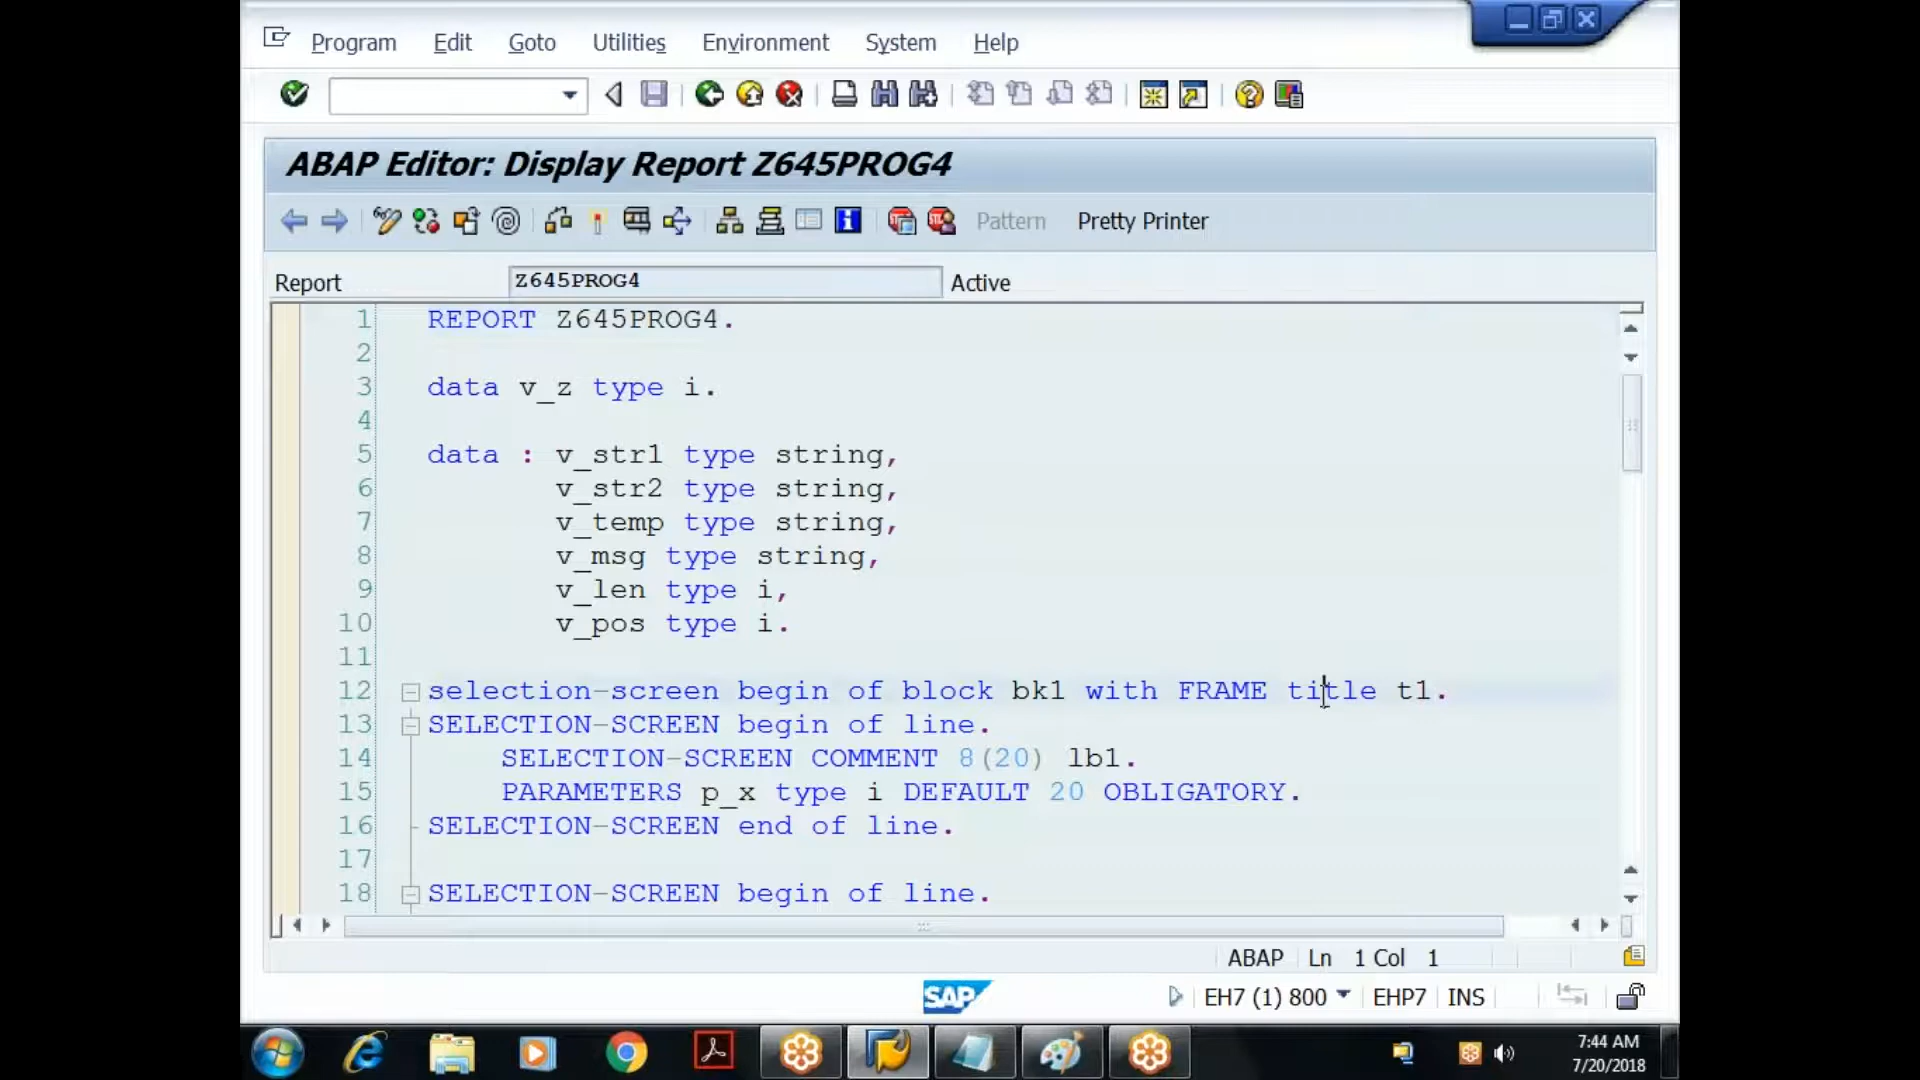 Program Edit Goto Utilities Environment System Help
ABAP Editor: Display Report Z645PROG4
Pattern Pretty Printer
Report Z645PROG4 Active
1 REPORT Z645PROG4.
2
3 data v_z type i.
4
5 data : v_str1 type string,
6 v_str2 type string,
7 v_temp type string,
8 v_msg type string,
9 v_len type i,
10 v_pos type i.
11
12 selection-screen begin of block bk1 with FRAME title t1.
13 SELECTION-SCREEN begin of line.
14 SELECTION-SCREEN COMMENT 8(20) lb1.
15 PARAMETERS p_x type i DEFAULT 20 OBLIGATORY.
16 SELECTION-SCREEN end of line.
17
18 SELECTION-SCREEN begin of line.
ABAP Ln 1 Col 1
SAP EH7 (1) 800 EHP7 INS
7:44 AM
7/20/2018